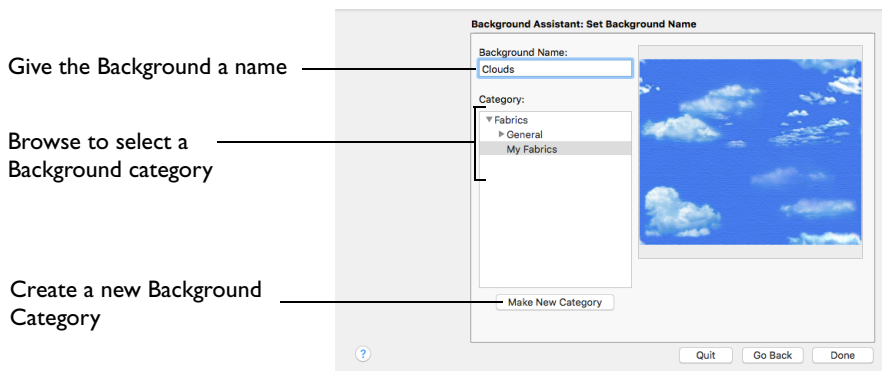 Background Assistant: Set Background Name
Give the Background a name
Background Name:
Clouds
Category:
Browse to select a
Background category
Fabrics
General
My Fabrics
Create a new Background
Category
Make New Category
?
Quit
Go Back
Done